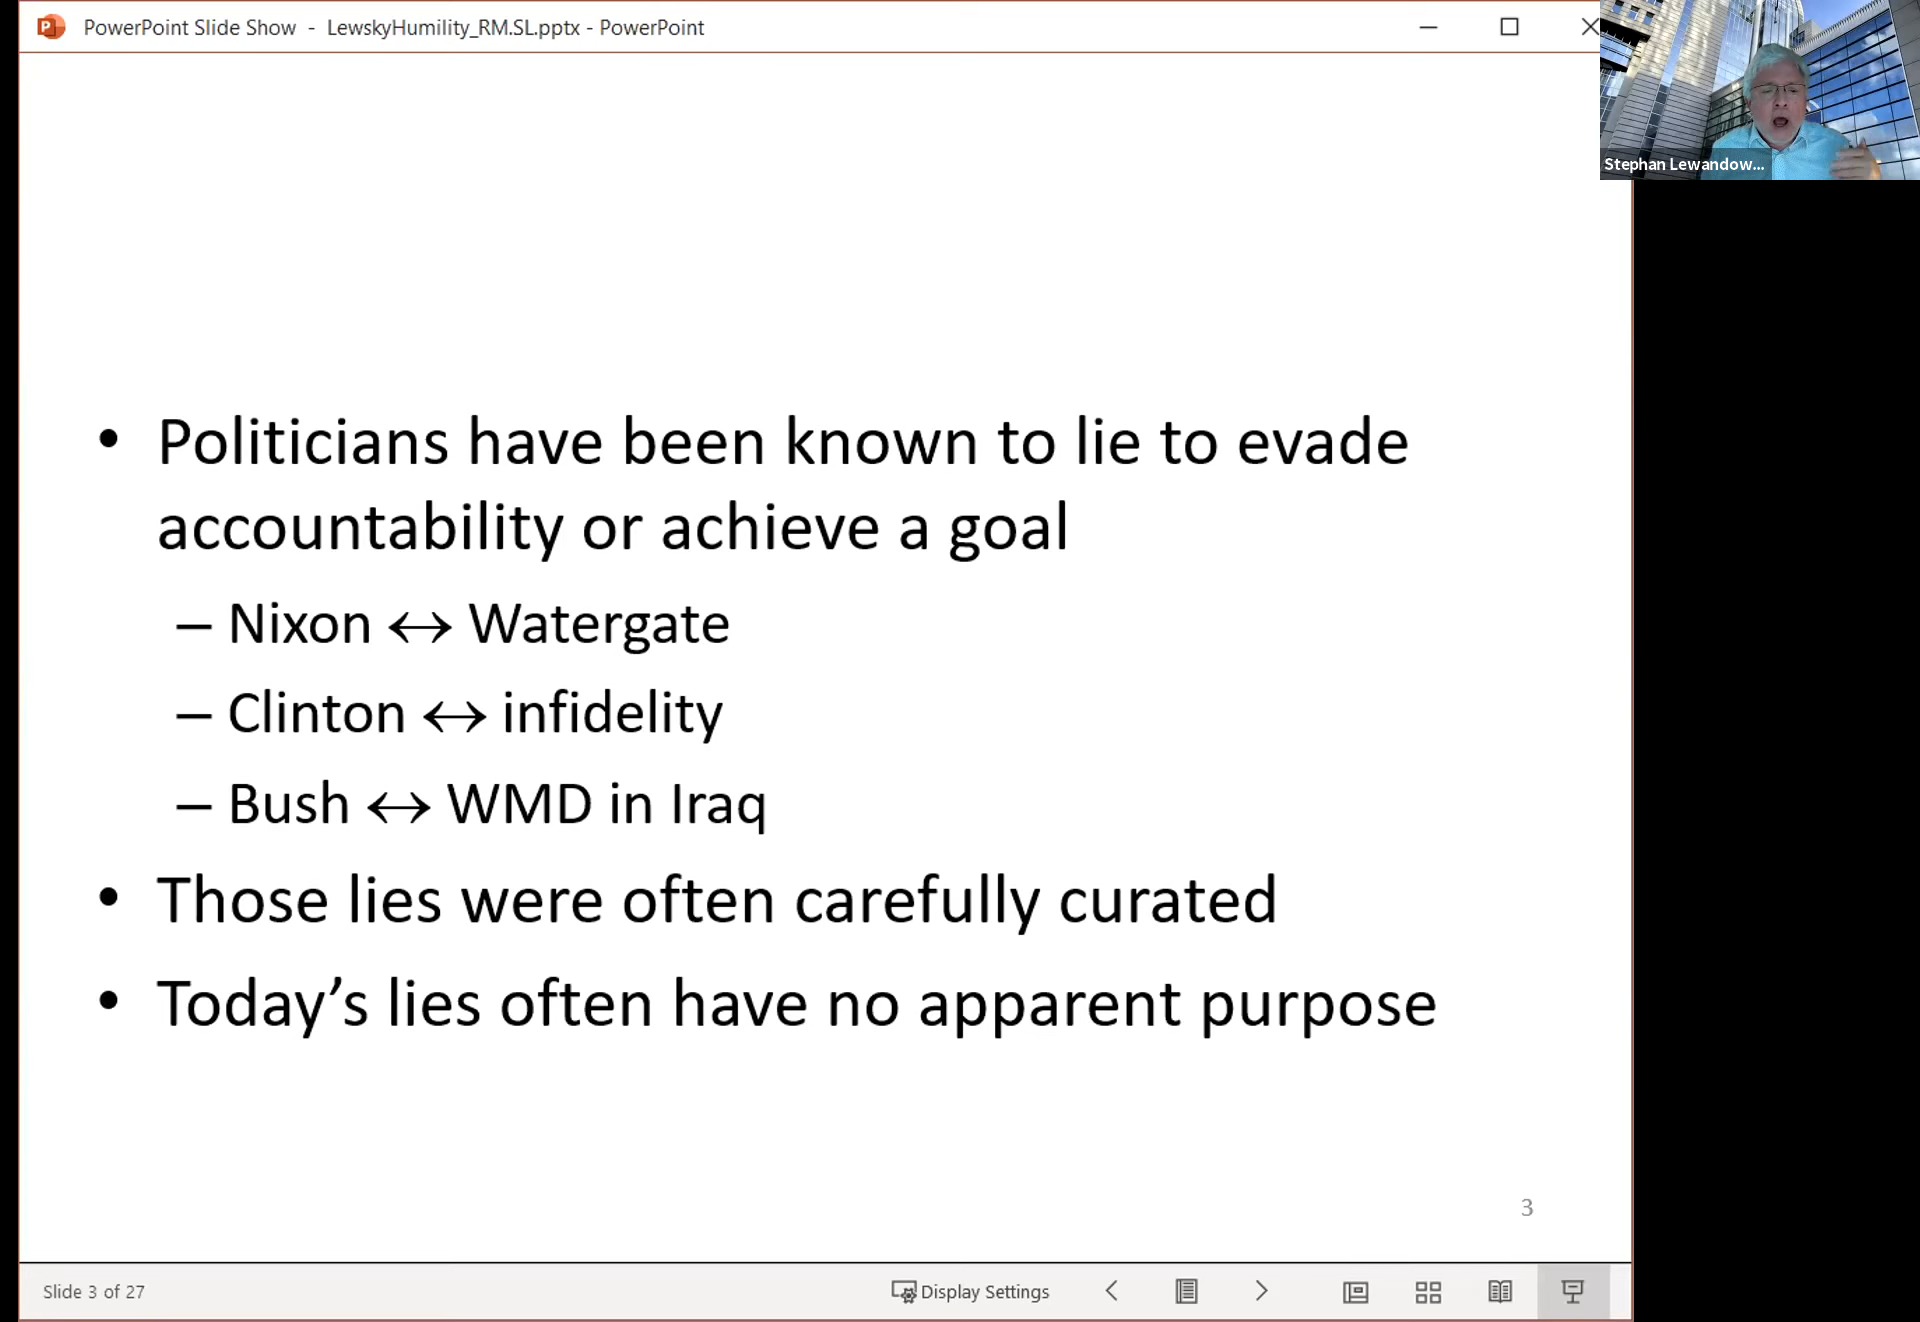 PowerPoint Slide Show - LewskyHumility_RM.SL.pptx - PowerPoint
Stephan Lewandow...
• Politicians have been known to lie to evade
accountability or achieve a goal
– Nixon ↔ Watergate
– Clinton ↔ infidelity
– Bush ↔ WMD in Iraq
• Those lies were often carefully curated
• Today’s lies often have no apparent purpose
3
Slide 3 of 27
Display Settings